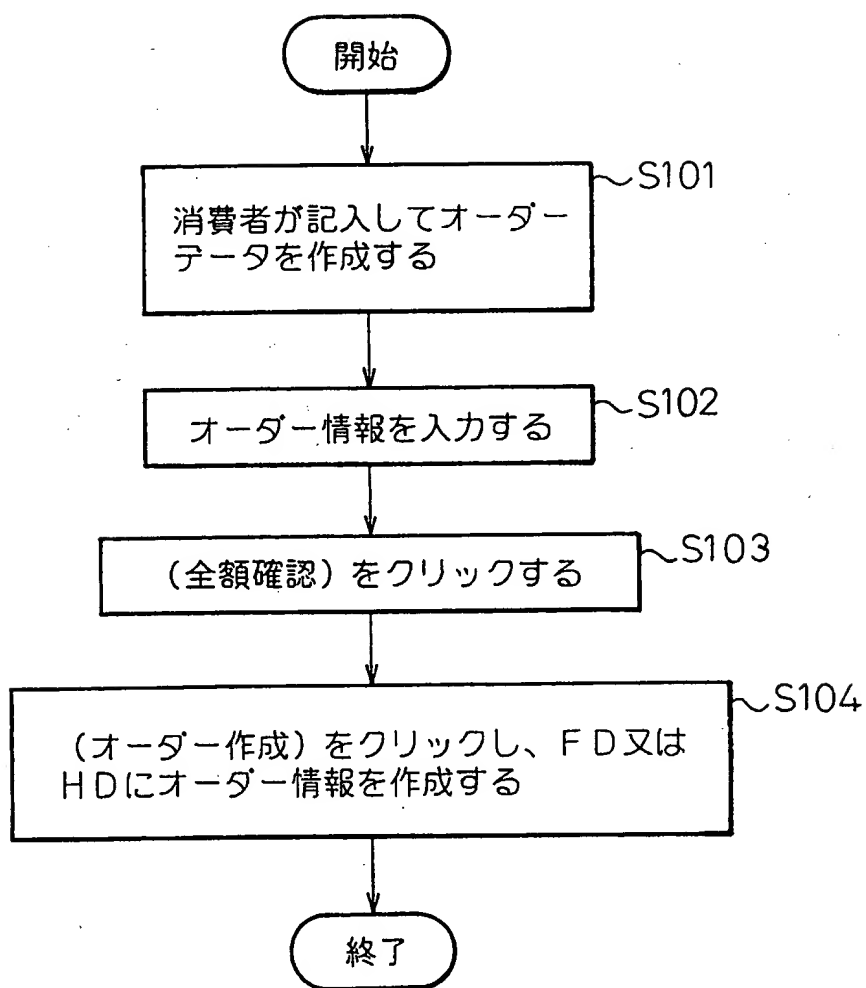 開始
S101
消費者が記入してオーダー
データを作成する
S102
オーダー情報を入力する
S103
（全額確認）をクリックする
S104
（オーダー作成）をクリックし、ＦＤ又は
ＨＤにオーダー情報を作成する
終了